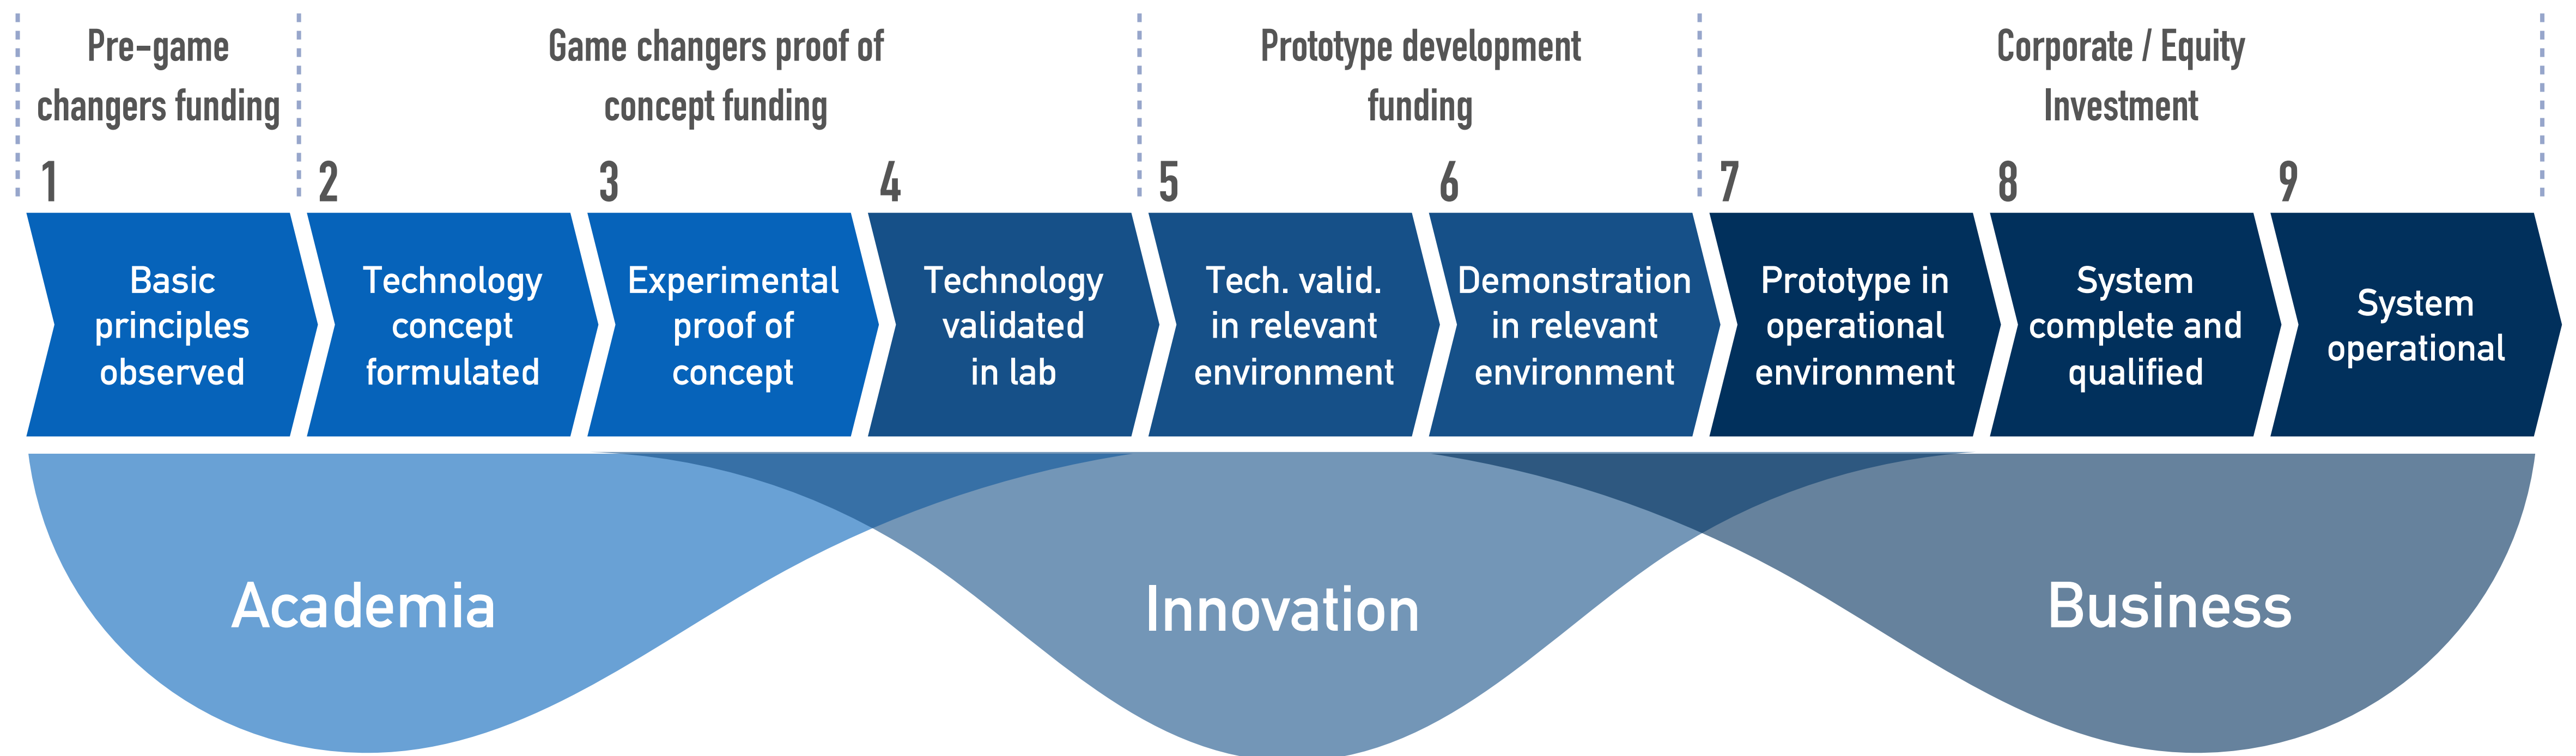 Pre-game
changers funding
Game changers proof of
concept funding
Prototype development
funding
Corporate / Equity
Investment
1
2
3
4
5
6
7
8
9
Basic
principles
observed
Technology
concept
formulated
Experimental
proof of
concept
Technology
validated
in lab
Tech. valid.
in relevant
environment
Demonstration
in relevant
environment
Prototype in
operational
environment
System
complete and
qualified
System
operational
Academia
Innovation
Business